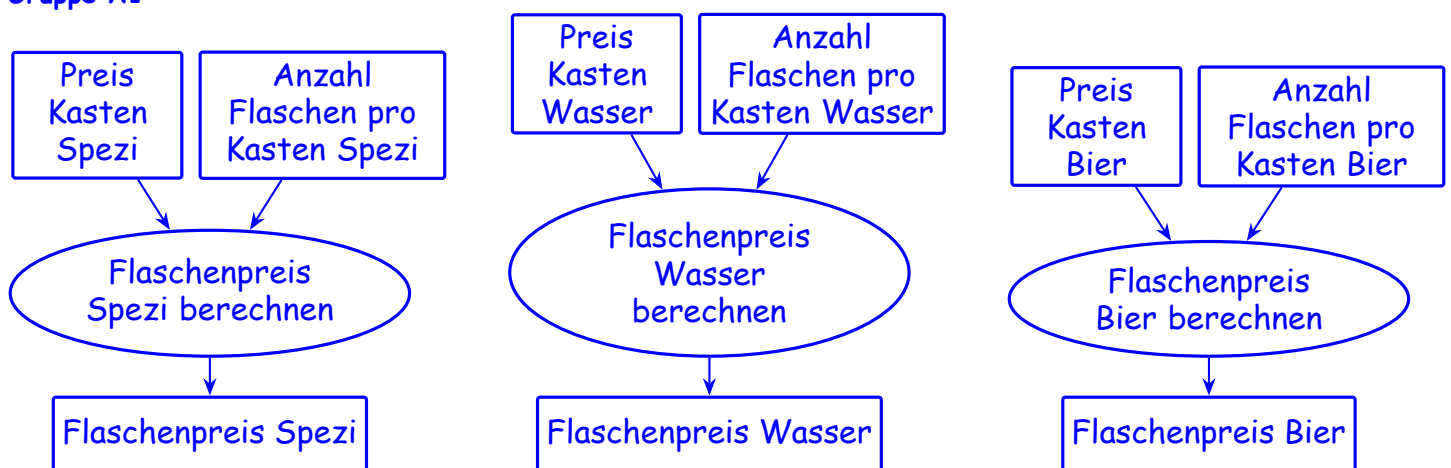 Preis
Kasten
Spezi
Anzahl
Flaschen pro
Kasten Spezi
Flaschenpreis
Spezi berechnen
Flaschenpreis Spezi
Preis
Kasten
Wasser
Anzahl
Flaschen pro
Kasten Wasser
Flaschenpreis
Wasser
berechnen
Flaschenpreis Wasser
Preis
Kasten
Bier
Anzahl
Flaschen pro
Kasten Bier
Flaschenpreis
Bier berechnen
Flaschenpreis Bier